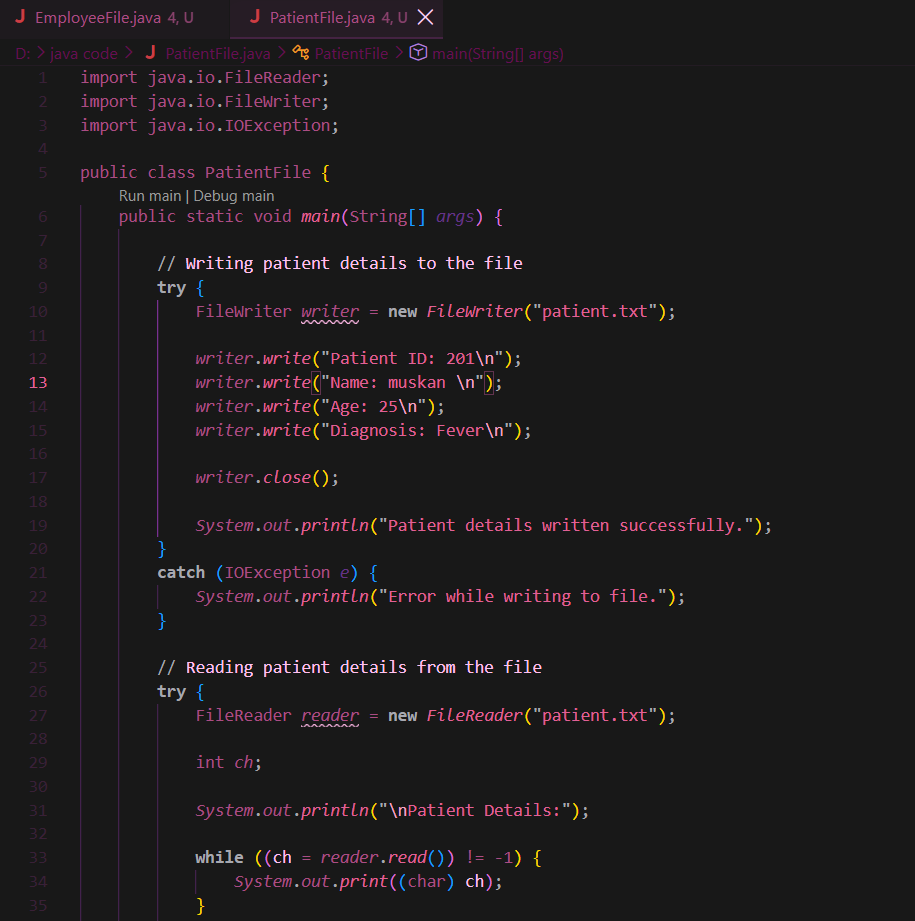 EmployeeFile.java 4, U PatientFile.java 4, U
D: > java code > PatientFile.java > PatientFile > main(String[] args)
1 import java.io.FileReader;
2 import java.io.FileWriter;
3 import java.io.IOException;
4
5 public class PatientFile {
Run main | Debug main
6 public static void main(String[] args) {
7
8 // Writing patient details to the file
9 try {
10 FileWriter writer = new FileWriter("patient.txt");
11
12 writer.write("Patient ID: 201\n");
13 writer.write("Name: muskan \n");
14 writer.write("Age: 25\n");
15 writer.write("Diagnosis: Fever\n");
16
17 writer.close();
18
19 System.out.println("Patient details written successfully.");
20 }
21 catch (IOException e) {
22 System.out.println("Error while writing to file.");
23 }
24
25 // Reading patient details from the file
26 try {
27 FileReader reader = new FileReader("patient.txt");
28
29 int ch;
30
31 System.out.println("\nPatient Details:");
32
33 while ((ch = reader.read()) != -1) {
34 System.out.print((char) ch);
35 }